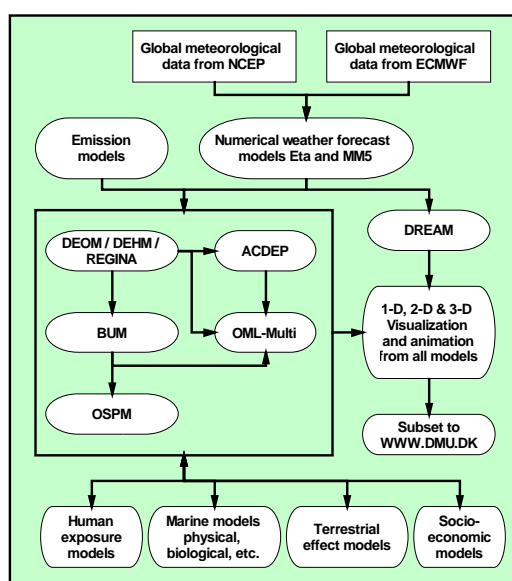 Global meteorological
data from NCEP
Global meteorological
data from ECMWF
Emission
models
Numerical weather forecast
models Eta and MM5
DEOM / DEHM /
REGINA
ACDEP
DREAM
BUM
OML-Multi
1-D, 2-D & 3-D
Visualization
and animation
from all models
OSPM
Subset to
WWW.DMU.DK
Human
exposure
models
Marine models
physical,
biological, etc.
Terrestrial
effect models
Socio-
economic
models